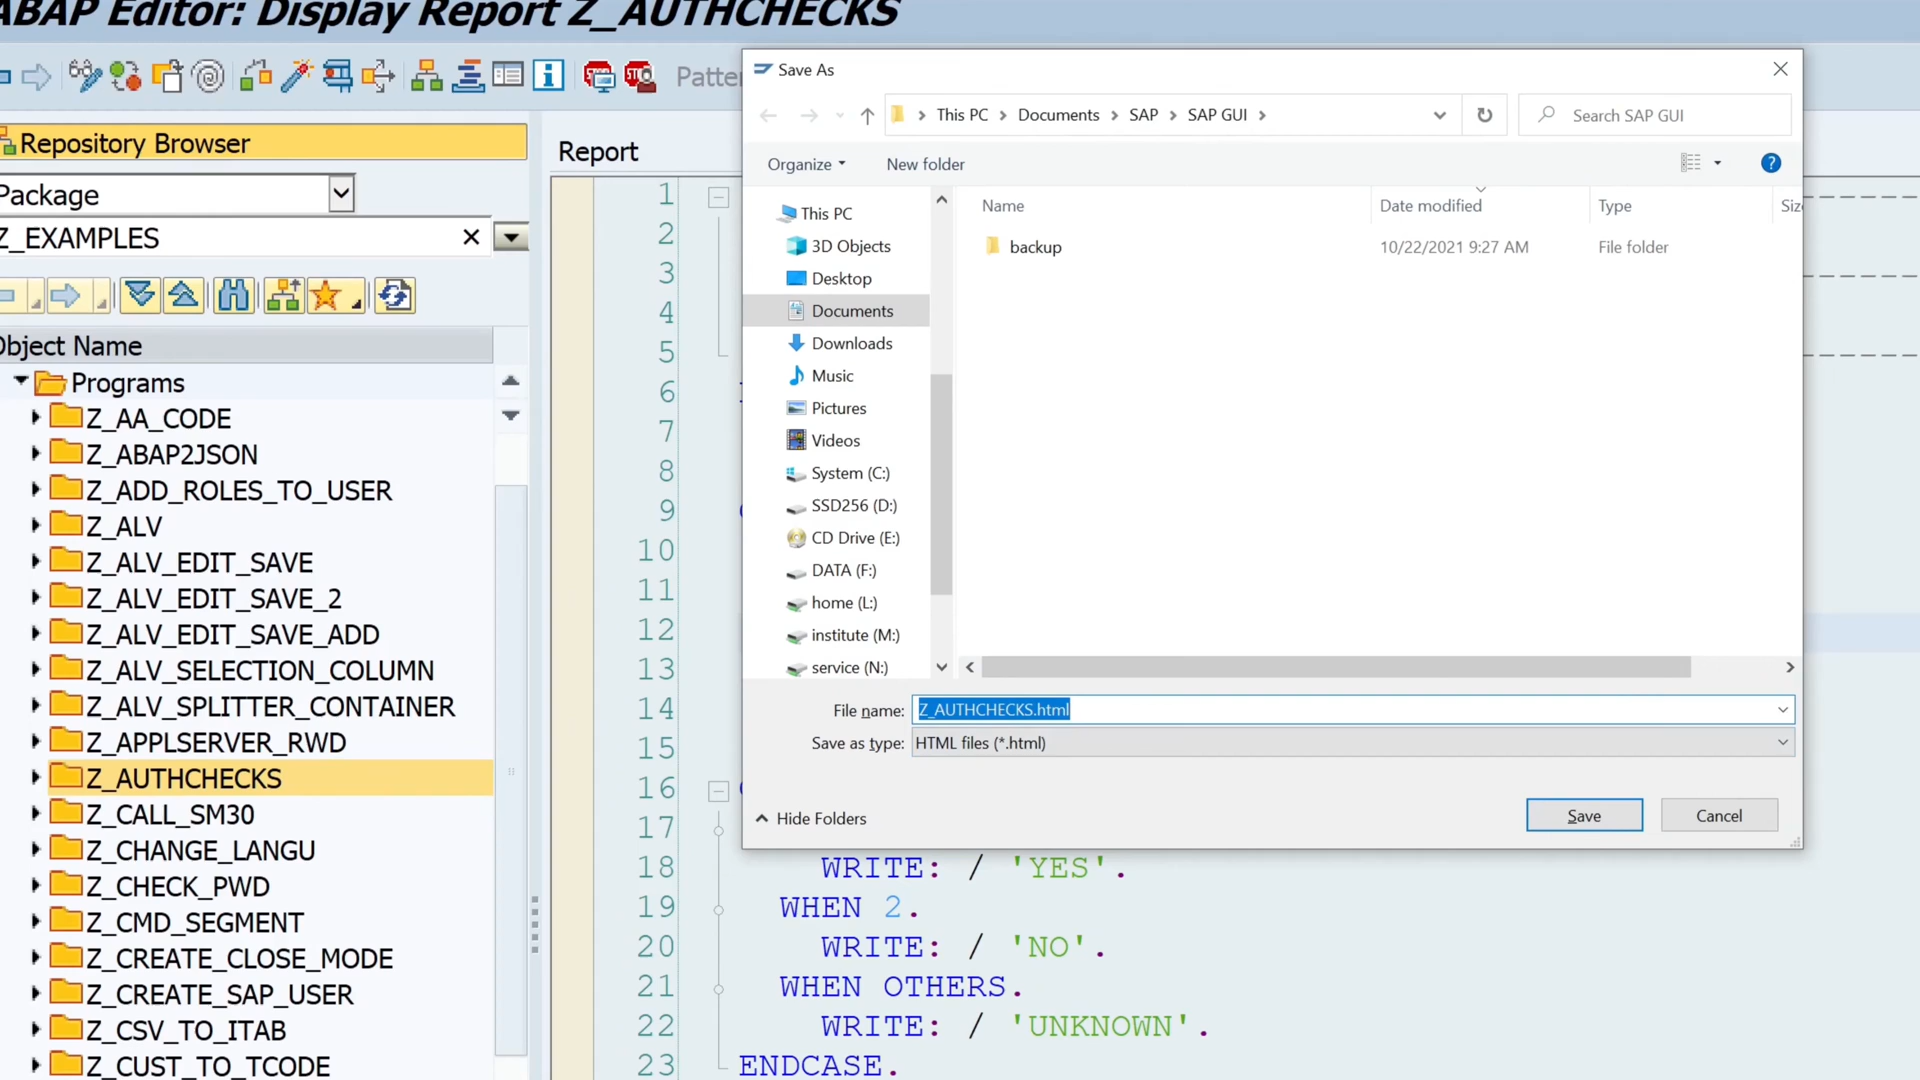 ABAP Editor: Display Report Z_AUTHCHECKS
Patter
Repository Browser
Package
Z_EXAMPLES
Object Name
Programs
Z_AA_CODE
Z_ABAP2JSON
Z_ADD_ROLES_TO_USER
Z_ALV
Z_ALV_EDIT_SAVE
Z_ALV_EDIT_SAVE_2
Z_ALV_EDIT_SAVE_ADD
Z_ALV_SELECTION_COLUMN
Z_ALV_SPLITTER_CONTAINER
Z_APPLSERVER_RWD
Z_AUTHCHECKS
Z_CALL_SM30
Z_CHANGE_LANGU
Z_CHECK_PWD
Z_CMD_SEGMENT
Z_CREATE_CLOSE_MODE
Z_CREATE_SAP_USER
Z_CSV_TO_ITAB
Z_CUST_TO_TCODE
Report
1
2
3
4
5
6
7
8
9
10
11
12
13
14
15
16
17
18 WRITE: / 'YES'.
19 WHEN 2.
20 WRITE: / 'NO'.
21 WHEN OTHERS.
22 WRITE: / 'UNKNOWN'.
23 ENDCASE.
Save As
This PC > Documents > SAP > SAP GUI >
Search SAP GUI
Organize
New folder
This PC
3D Objects
Desktop
Documents
Downloads
Music
Pictures
Videos
System (C:)
SSD256 (D:)
CD Drive (E:)
DATA (F:)
home (L:)
institute (M:)
service (N:)
Name Date modified Type Siz
backup 10/22/2021 9:27 AM File folder
File name: Z_AUTHCHECKS.html
Save as type: HTML files (*.html)
Hide Folders
Save
Cancel